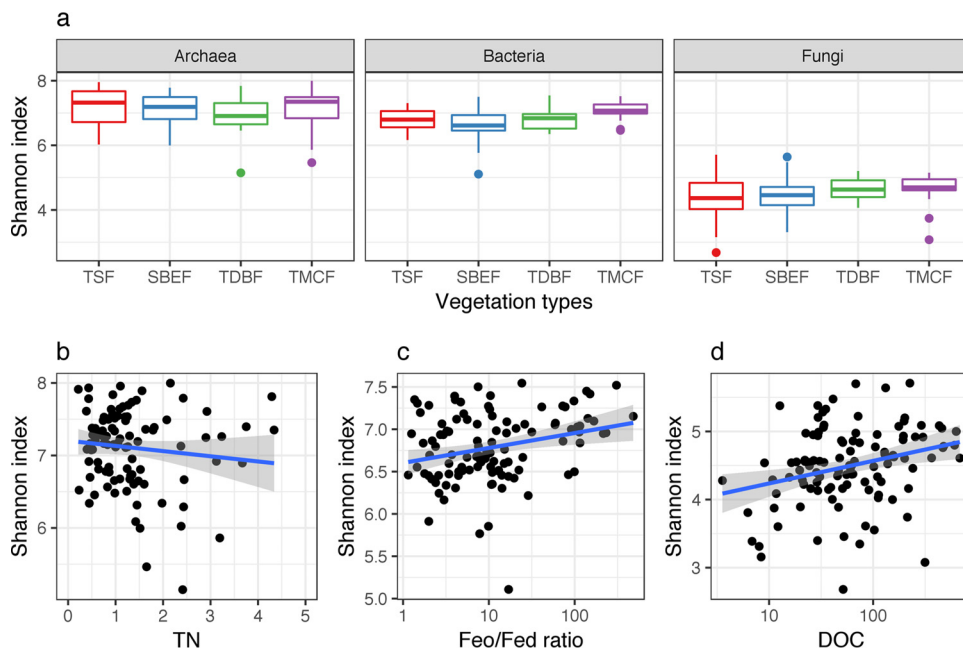 a
Archaea Bacteria Fungi
Shannon index
8
6
4
TSF SBEF TDBF TMCF TSF SBEF TDBF TMCF TSF SBEF TDBF TMCF
Vegetation types
b
Shannon index
8
7
6
0 1 2 3 4 5
TN
c
Shannon index
7.5
7.0
6.5
6.0
5.5
5.0
1 10 100
Feo/Fed ratio
d
Shannon index
5
4
3
10 100
DOC